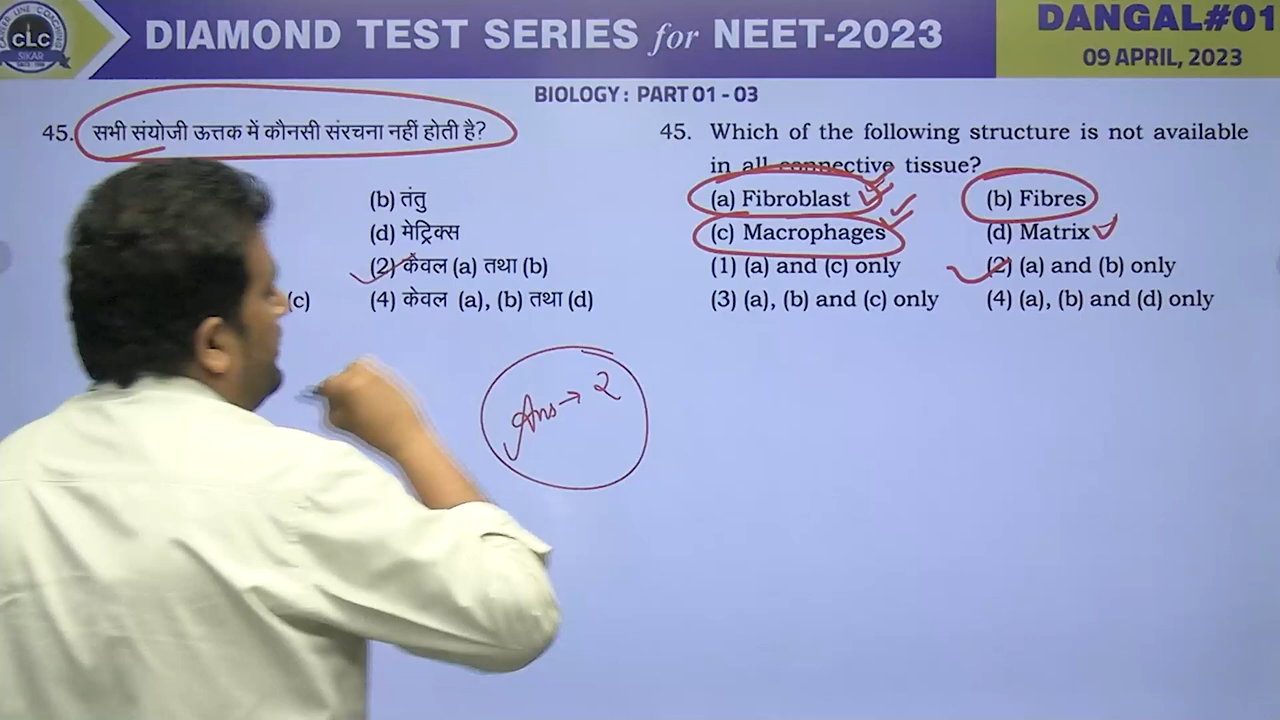 CLC
SIKAR
DIAMOND TEST SERIES for NEET-2023
DANGAL#01
09 APRIL, 2023
BIOLOGY : PART 01 - 03
45. सभी संयोजी ऊत्तक में कौनसी संरचना नहीं होती है?
(b) तंतु
(d) मेट्रिक्स
(2) केवल (a) तथा (b)
(c)
(4) केवल (a), (b) तथा (d)
45. Which of the following structure is not available
in all connective tissue?
(a) Fibroblast (b) Fibres
(c) Macrophages (d) Matrix
(1) (a) and (c) only (2) (a) and (b) only
(3) (a), (b) and (c) only (4) (a), (b) and (d) only
Ans → 2